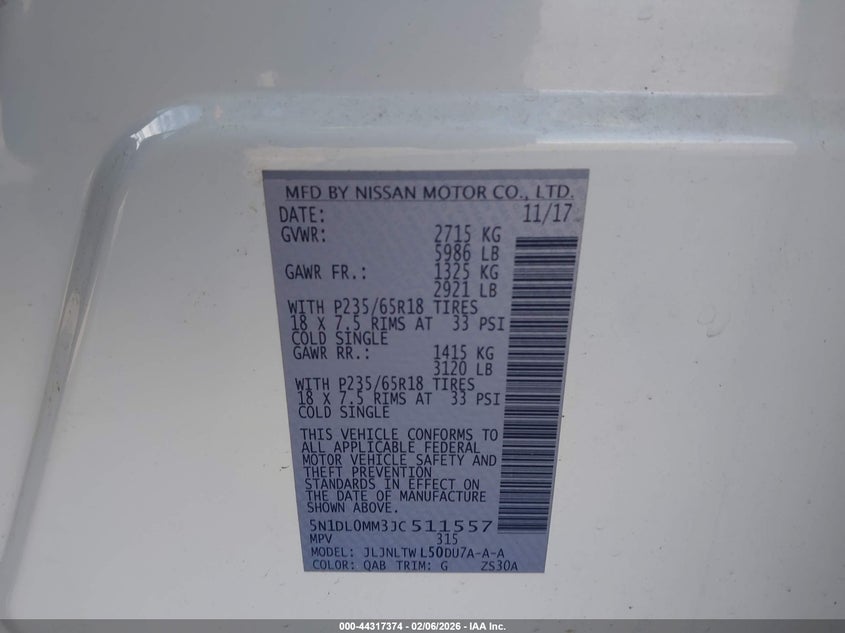 MFD BY NISSAN MOTOR CO., LTD.
DATE: 11/17
GVWR: 2715 KG
5986 LB
GAWR FR.: 1325 KG
2921 LB
WITH P235/65R18 TIRES
18 X 7.5 RIMS AT 33 PSI
COLD SINGLE
GAWR RR.: 1415 KG
3120 LB
WITH P235/65R18 TIRES
18 X 7.5 RIMS AT 33 PSI
COLD SINGLE
THIS VEHICLE CONFORMS TO
ALL APPLICABLE FEDERAL
MOTOR VEHICLE SAFETY AND
THEFT PREVENTION
STANDARDS IN EFFECT ON
THE DATE OF MANUFACTURE
SHOWN ABOVE.
5N1DL0MM3JC511557
MPV 315
MODEL: JLJNLTWL50DU7A-A-A
COLOR: QAB TRIM: G ZS30A
000-44317374 | 02/06/2026 - IAA Inc.